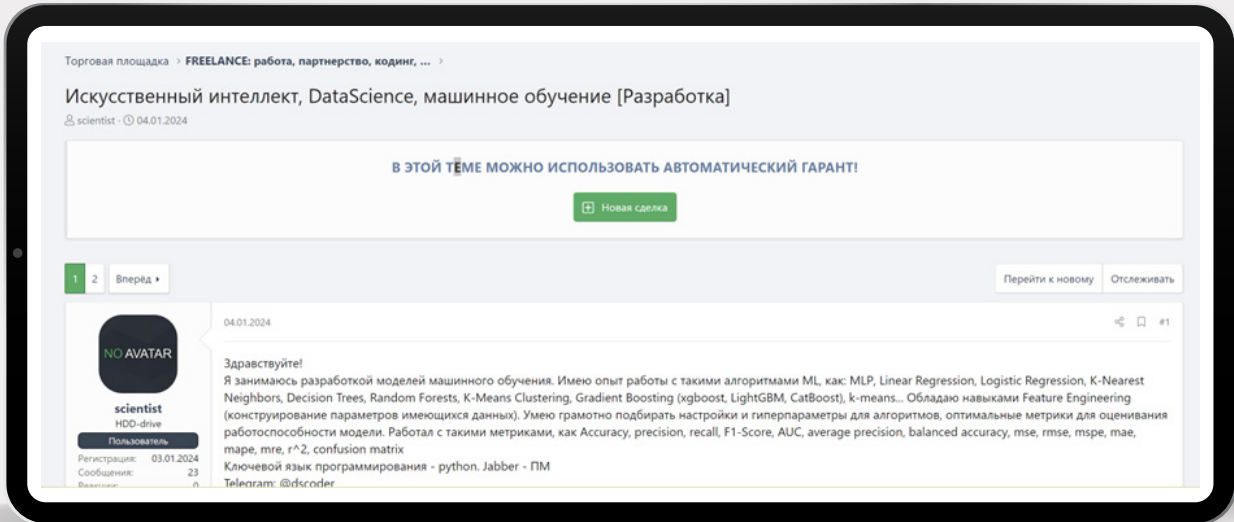 Торговая площадка > FREELANCE: работа, партнерство, кодинг, ... >
Искусственный интеллект, DataScience, машинное обучение [Разработка]
scientist · 04.01.2024
В ЭТОЙ ТЕМЕ МОЖНО ИСПОЛЬЗОВАТЬ АВТОМАТИЧЕСКИЙ ГАРАНТ!
Новая сделка
1 2 Вперёд
Перейти к новому Отслеживать
NO AVATAR
scientist
HDD-drive
Пользователь
Регистрация: 03.01.2024
Сообщения: 23
Реакции: 0
04.01.2024
#1
Здравствуйте!
Я занимаюсь разработкой моделей машинного обучения. Имею опыт работы с такими алгоритмами ML, как: MLP, Linear Regression, Logistic Regression, K-Nearest
Neighbors, Decision Trees, Random Forests, K-Means Clustering, Gradient Boosting (xgboost, LightGBM, CatBoost), k-means... Обладаю навыками Feature Engineering
(конструирование параметров имеющихся данных). Умею грамотно подбирать настройки и гиперпараметры для алгоритмов, оптимальные метрики для оценивания
работоспособности модели. Работал с такими метриками, как Accuracy, precision, recall, F1-Score, AUC, average precision, balanced accuracy, mse, rmse, mspe, mae,
mape, mre, r^2, confusion matrix
Ключевой язык программирования - python. Jabber - ПМ
Telegram: @dscoder